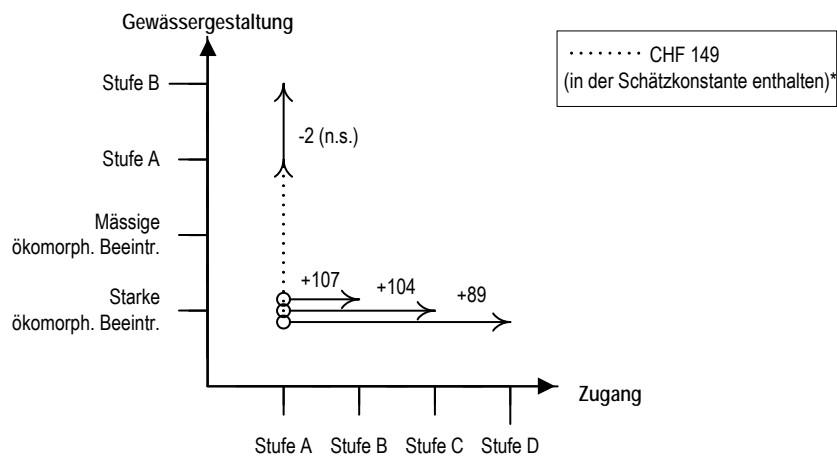 Gewässergestaltung
CHF 149
(in der Schätzkonstante enthalten)*
Stufe B
-2 (n.s.)
Stufe A
Mässige
ökomorph. Beeintr.
+107
+104
+89
Starke
ökomorph. Beeintr.
Zugang
Stufe A
Stufe B
Stufe C
Stufe D